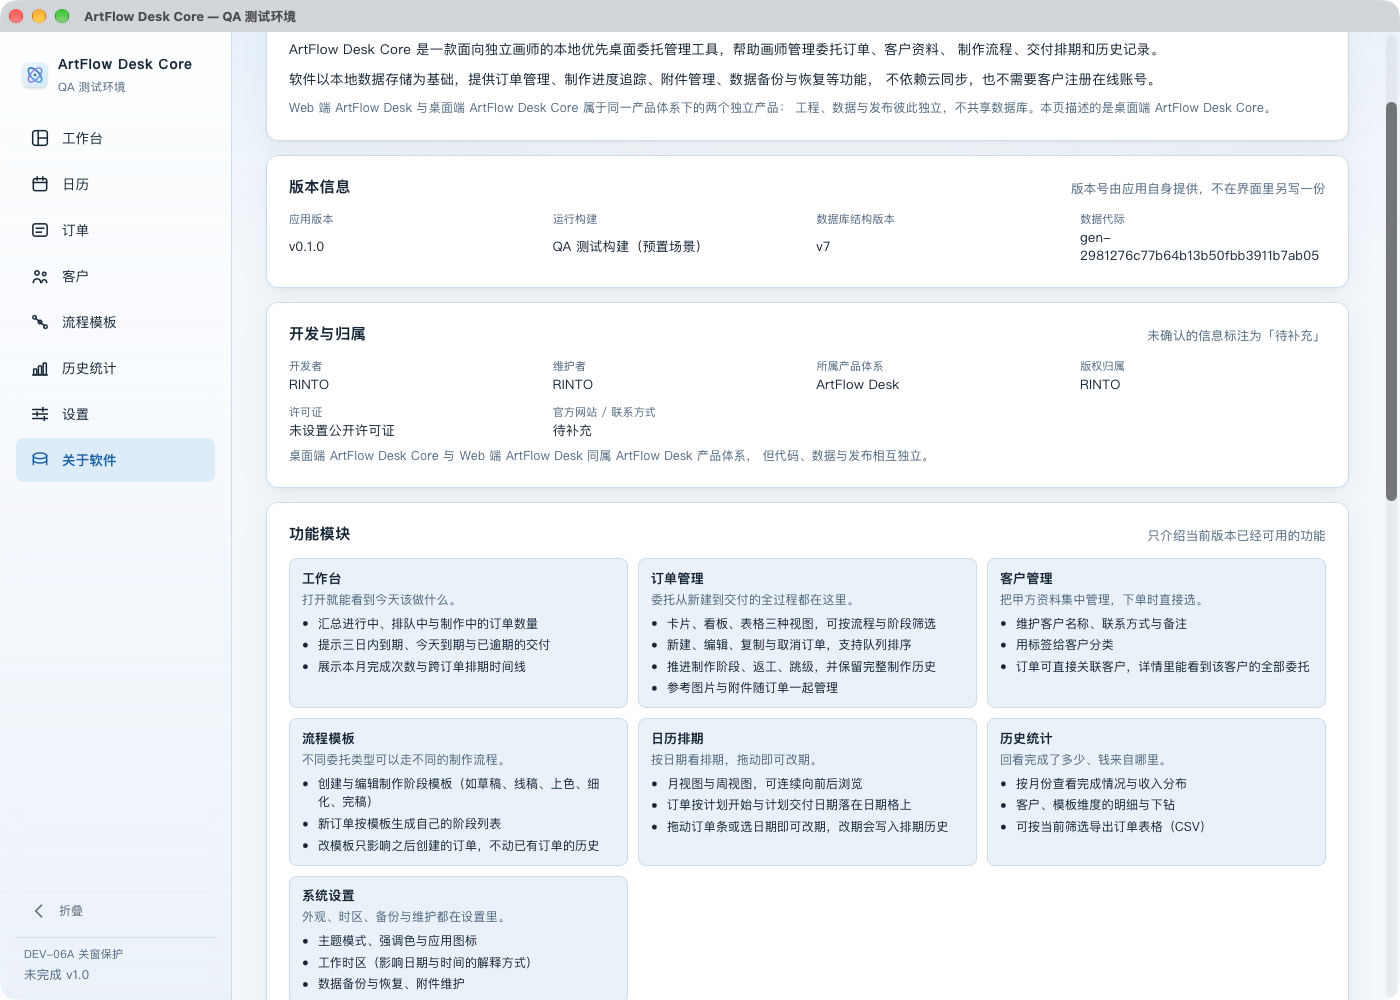 ArtFlow Desk Core — QA 测试环境
ArtFlow Desk Core
QA 测试环境
工作台
日历
订单
客户
流程模板
历史统计
设置
关于软件
折叠
DEV-06A 关窗保护
未完成 v1.0
ArtFlow Desk Core 是一款面向独立画师的本地优先桌面委托管理工具，帮助画师管理委托订单、客户资料、 制作流程、交付排期和历史记录。
软件以本地数据存储为基础，提供订单管理、制作进度追踪、附件管理、数据备份与恢复等功能， 不依赖云同步，也不需要客户注册在线账号。
Web 端 ArtFlow Desk 与桌面端 ArtFlow Desk Core 属于同一产品体系下的两个独立产品： 工程、数据与发布彼此独立，不共享数据库。本页描述的是桌面端 ArtFlow Desk Core。
版本信息
版本号由应用自身提供，不在界面里另写一份
应用版本
v0.1.0
运行构建
QA 测试构建（预置场景）
数据库结构版本
v7
数据代际
gen-
2981276c77b64b13b50fbb3911b7ab05
开发与归属
未确认的信息标注为「待补充」
开发者
RINTO
维护者
RINTO
所属产品体系
ArtFlow Desk
版权归属
RINTO
许可证
未设置公开许可证
官方网站 / 联系方式
待补充
桌面端 ArtFlow Desk Core 与 Web 端 ArtFlow Desk 同属 ArtFlow Desk 产品体系， 但代码、数据与发布相互独立。
功能模块
只介绍当前版本已经可用的功能
工作台
打开就能看到今天该做什么。
• 汇总进行中、排队中与制作中的订单数量
• 提示三日内到期、今天到期与已逾期的交付
• 展示本月完成次数与跨订单排期时间线
订单管理
委托从新建到交付的全过程都在这里。
• 卡片、看板、表格三种视图，可按流程与阶段筛选
• 新建、编辑、复制与取消订单，支持队列排序
• 推进制作阶段、返工、跳级，并保留完整制作历史
• 参考图片与附件随订单一起管理
客户管理
把甲方资料集中管理，下单时直接选。
• 维护客户名称、联系方式与备注
• 用标签给客户分类
• 订单可直接关联客户，详情里能看到该客户的全部委托
流程模板
不同委托类型可以走不同的制作流程。
• 创建与编辑制作阶段模板（如草稿、线稿、上色、细
化、完稿）
• 新订单按模板生成自己的阶段列表
• 改模板只影响之后创建的订单，不动已有订单的历史
日历排期
按日期看排期，拖动即可改期。
• 月视图与周视图，可连续向前后浏览
• 订单按计划开始与计划交付日期落在日期格上
• 拖动订单条或选日期即可改期，改期会写入排期历史
历史统计
回看完成了多少、钱来自哪里。
• 按月份查看完成情况与收入分布
• 客户、模板维度的明细与下钻
• 可按当前筛选导出订单表格（CSV）
系统设置
外观、时区、备份与维护都在设置里。
• 主题模式、强调色与应用图标
• 工作时区（影响日期与时间的解释方式）
• 数据备份与恢复、附件维护